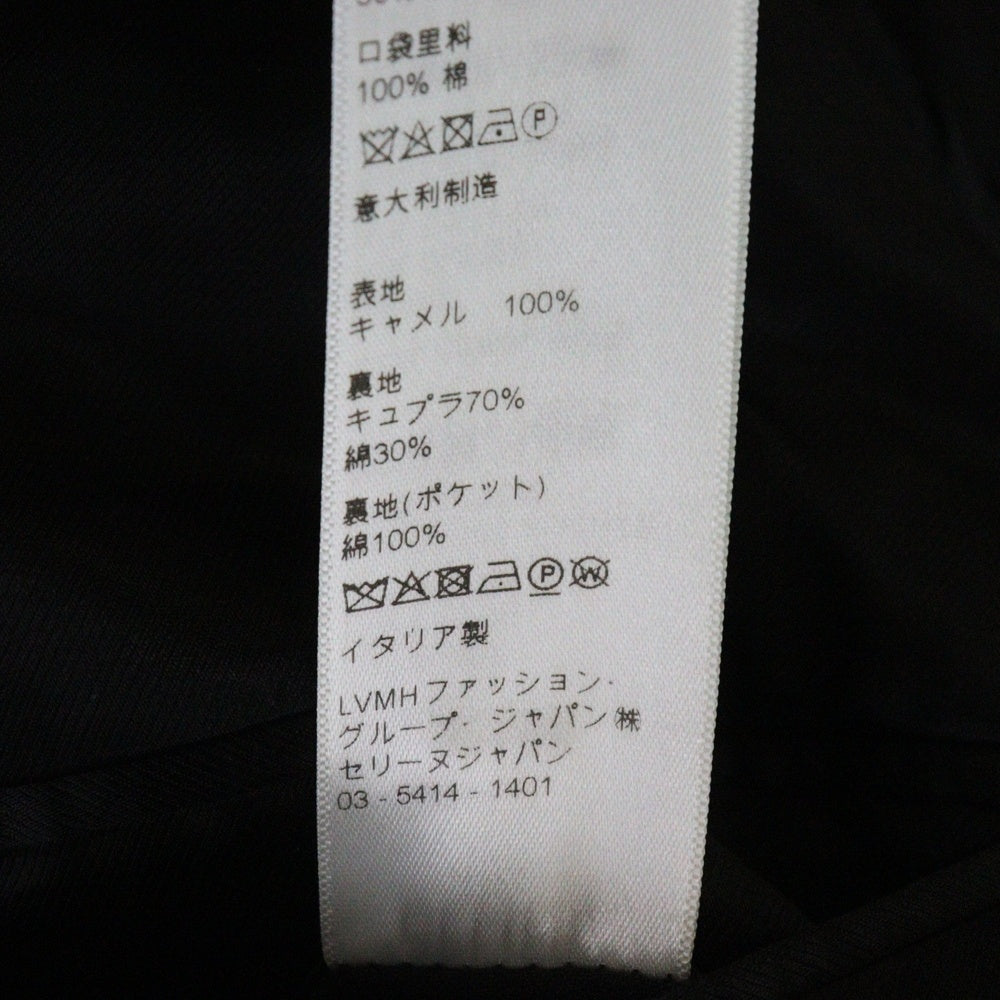 口袋里料
100% 棉
P
意大利制造
表地
キャメル 100%
裏地
キュプラ70%
綿30%
裏地(ポケット)
綿100%
P W
イタリア製
LVMHファッション・
グループ・ジャパン㈱
セリーヌジャパン
03 - 5414 - 1401